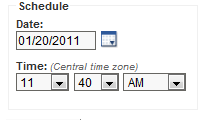 Schedule
Date:
01/20/2011
Time: (Central time zone)
11 40 AM